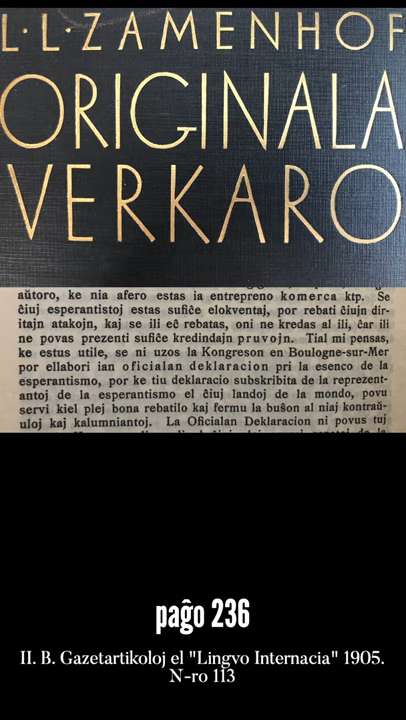 L·L·ZAMENHOF
ORIGINALA
VERKARO
aŭtoro, ke nia afero estas ia entrepreno komerca ktp. Se
ĉiuj esperantistoj estas sufiĉe elokventaj, por rebati ĉiujn dir-
itajn atakojn, kaj se ili eĉ rebatas, oni ne kredas al ili, ĉar ili
ne povas prezenti sufiĉe kredindajn pruvojn. Tial mi pensas,
ke estus utile, se ni uzos la Kongreson en Boulogne-sur-Mer
por ellabori ian oficialan deklaracion pri la esenco de la
esperantismo, por ke tiu deklaracio subskribita de la reprezent-
antoj de la esperantismo el ĉiuj landoj de la mondo, povu
servi kiel plej bona rebatilo kaj fermu la buŝon al niaj kontraŭ-
uloj kaj kalumniantoj. La Oficialan Deklaracion ni povus tuj
paĝo 236
II. B. Gazetartikoloj el "Lingvo Internacia" 1905.
N-ro 113